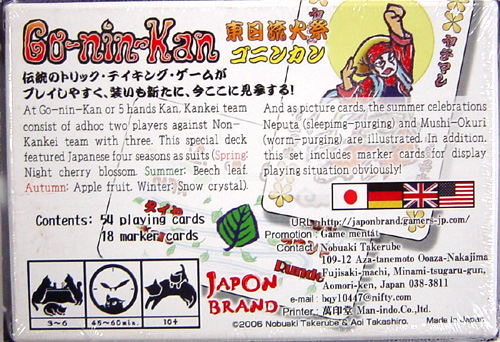 Go-nin-Kan 東日流火祭
ゴニンカン
伝統のトリック・テイキング・ゲームが
プレイしやすく、装いも新たに、今ここに見参する!
At Go-nin-Kan or 5 hands Kan, Kankei team
consist of adhoc two players against Non-
Kankei team with three. This special deck
featured Japanese four seasons as suits (Spring:
Night cherry blossom. Summer: Beech leaf.
Autumn: Apple fruit. Winter: Snow crystal).
And as picture cards, the summer celebrations
Neputa (sleeping-purging) and Mushi-Okuri
(worm-purging) are illustrated. In addition
this set includes marker cards for display
playing situation obviously!
Contents: 54 playing cards
18 marker cards
URL: http://japonbrand.gamers-jp.com/
Promotion: Game mentat
Contact: Nobuaki Takerube
109-12 Aza-tanemoto Ooaza-Nakajima
Fujisaki-machi, Minami-tsugaru-gun,
Aomori-ken, Japan 038-3811
e-mail: bqy10447@nifty.com
Printer: 萬印堂 Man-indo.Co.,ltd.
JAPON
BRAND
3~6
45~60min.
10+
©2006 Nobuaki Takerube & Aoi Takashiro.
Made in Japan